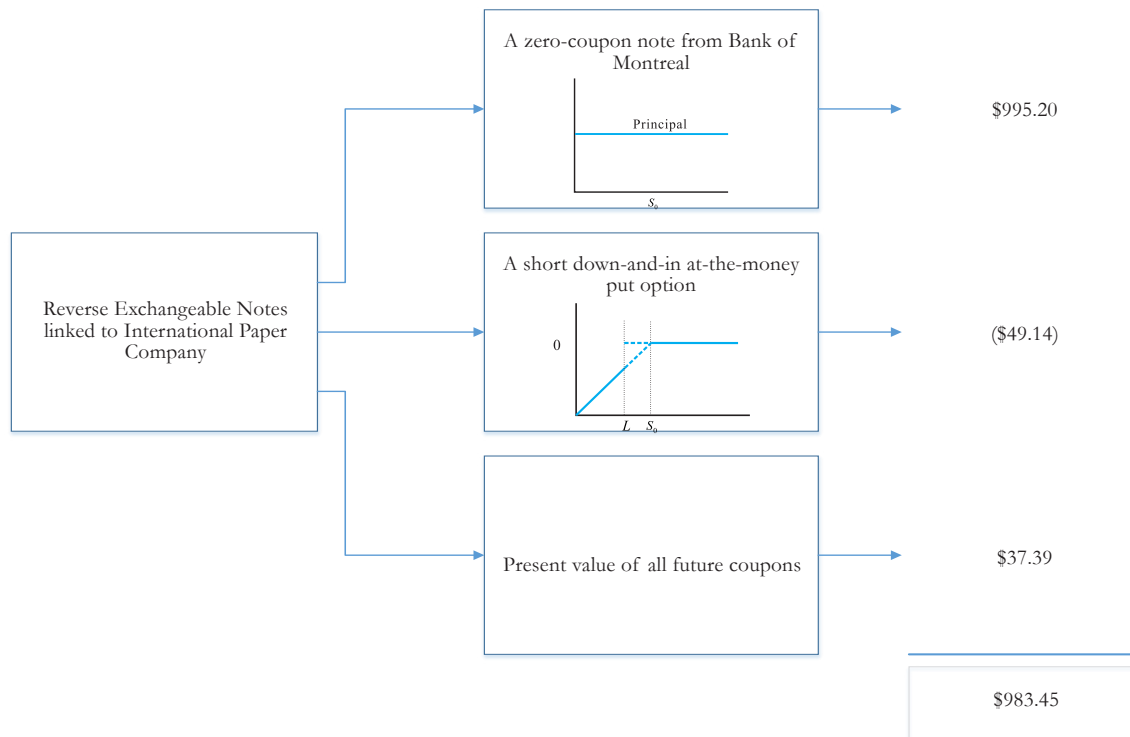 A zero-coupon note from Bank of
Montreal
Principal
S₀
$995.20
Reverse Exchangeable Notes
linked to International Paper
Company
A short down-and-in at-the-money
put option
0
L S₀
($49.14)
Present value of all future coupons
$37.39
$983.45